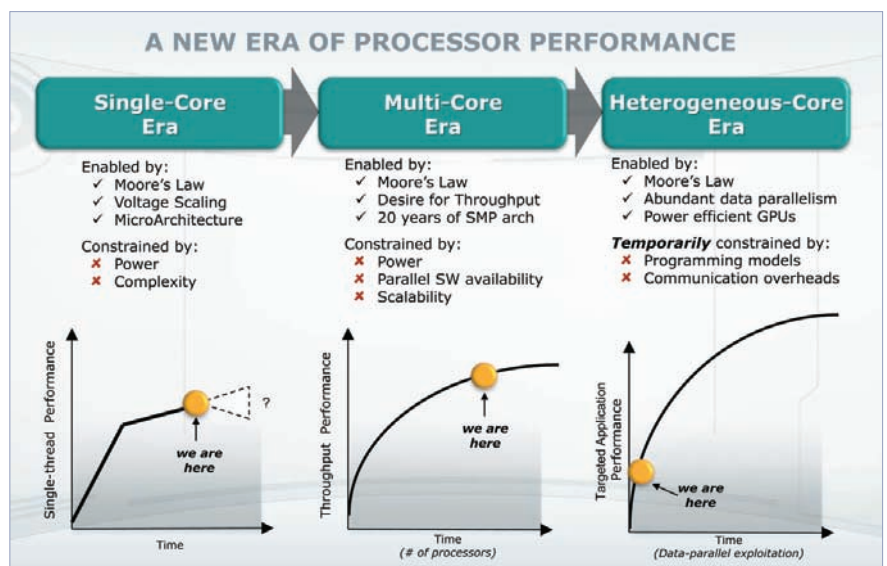 A NEW ERA OF PROCESSOR PERFORMANCE
Single-Core
Era
Enabled by:
✓ Moore's Law
✓ Voltage Scaling
✓ MicroArchitecture
Constrained by:
✘ Power
✘ Complexity
Single-thread Performance
?
we are
here
Time
Multi-Core
Era
Enabled by:
✓ Moore's Law
✓ Desire for Throughput
✓ 20 years of SMP arch
Constrained by:
✘ Power
✘ Parallel SW availability
✘ Scalability
Throughput Performance
we are
here
Time
(# of processors)
Heterogeneous-Core
Era
Enabled by:
✓ Moore's Law
✓ Abundant data parallelism
✓ Power efficient GPUs
Temporarily constrained by:
✘ Programming models
✘ Communication overheads
Targeted Application
Performance
we are
here
Time
(Data-parallel exploitation)